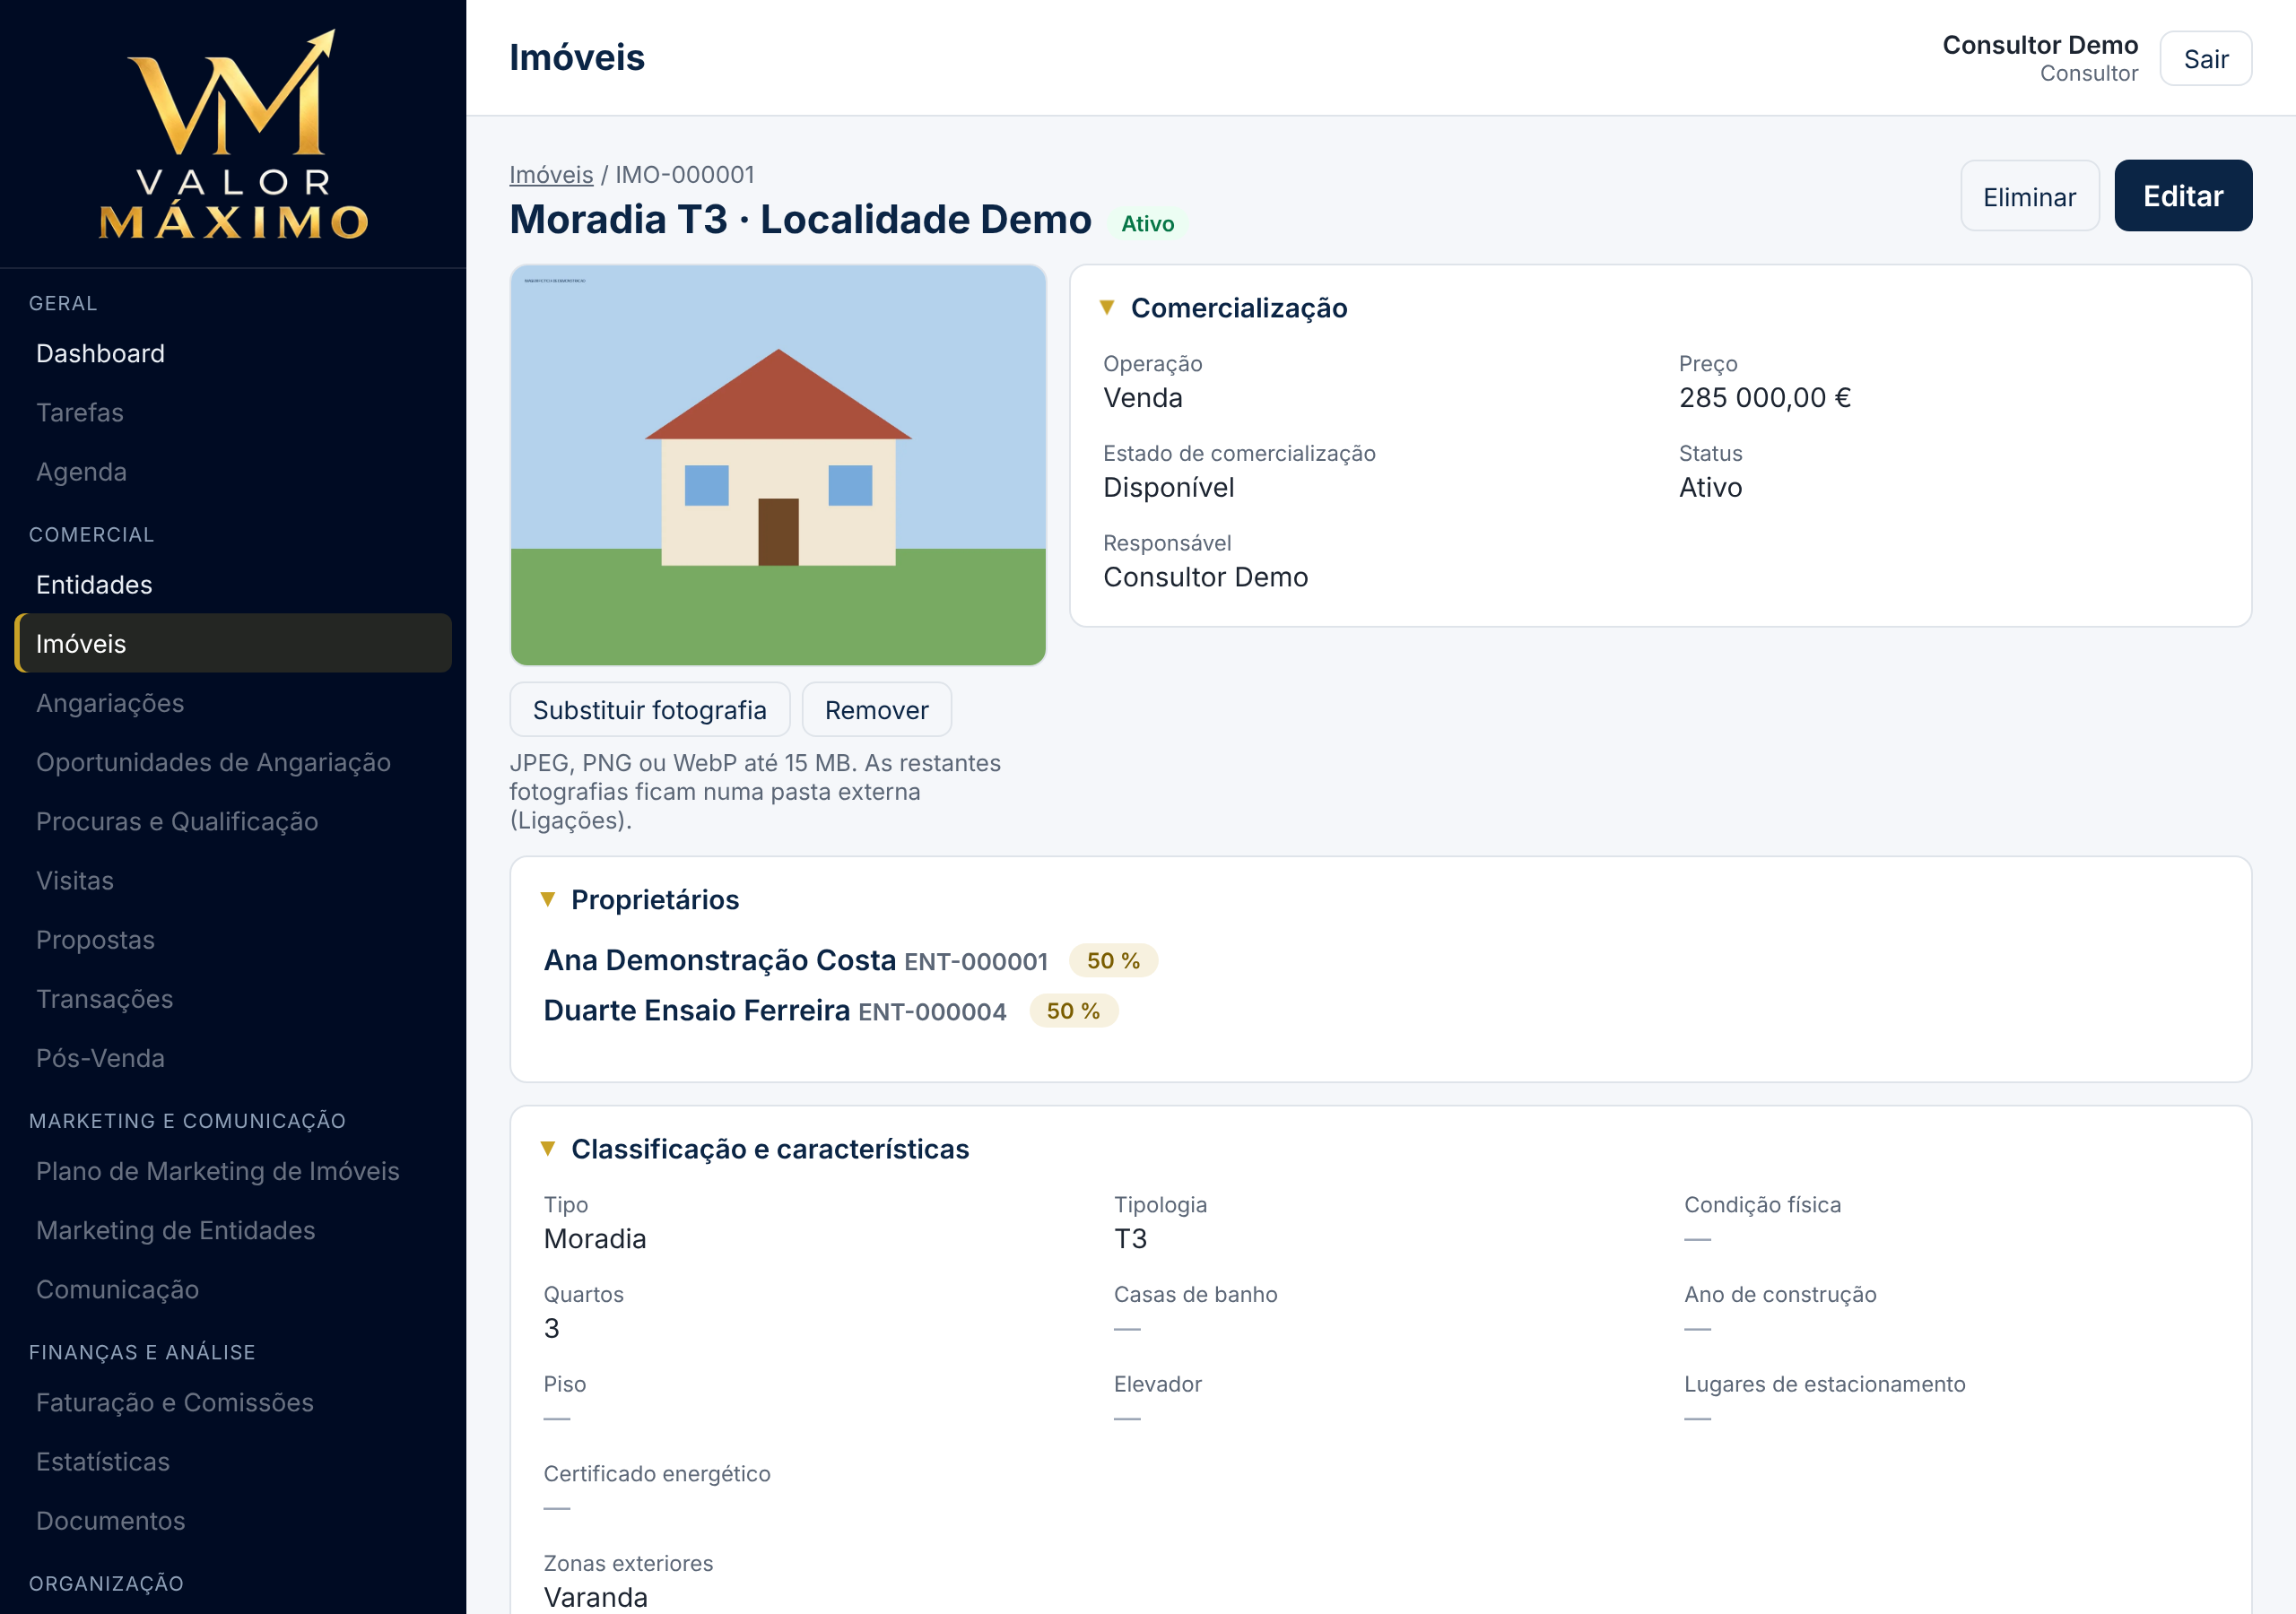 VM
VALOR
MÁXIMO
GERAL
Dashboard
Tarefas
Agenda
COMERCIAL
Entidades
Imóveis
Angariações
Oportunidades de Angariação
Procuras e Qualificação
Visitas
Propostas
Transações
Pós-Venda
MARKETING E COMUNICAÇÃO
Plano de Marketing de Imóveis
Marketing de Entidades
Comunicação
FINANÇAS E ANÁLISE
Faturação e Comissões
Estatísticas
Documentos
ORGANIZAÇÃO
Imóveis
Consultor Demo
Consultor
Sair
Imóveis / IMO-000001
Moradia T3 · Localidade Demo Ativo
Eliminar
Editar
Substituir fotografia
Remover
JPEG, PNG ou WebP até 15 MB. As restantes
fotografias ficam numa pasta externa
(Ligações).
▼ Comercialização
Operação
Venda
Preço
285 000,00 €
Estado de comercialização
Disponível
Status
Ativo
Responsável
Consultor Demo
▼ Proprietários
Ana Demonstração Costa ENT-000001 50 %
Duarte Ensaio Ferreira ENT-000004 50 %
▼ Classificação e características
Tipo
Moradia
Tipologia
T3
Condição física
—
Quartos
3
Casas de banho
—
Ano de construção
—
Piso
—
Elevador
—
Lugares de estacionamento
—
Certificado energético
—
Zonas exteriores
Varanda